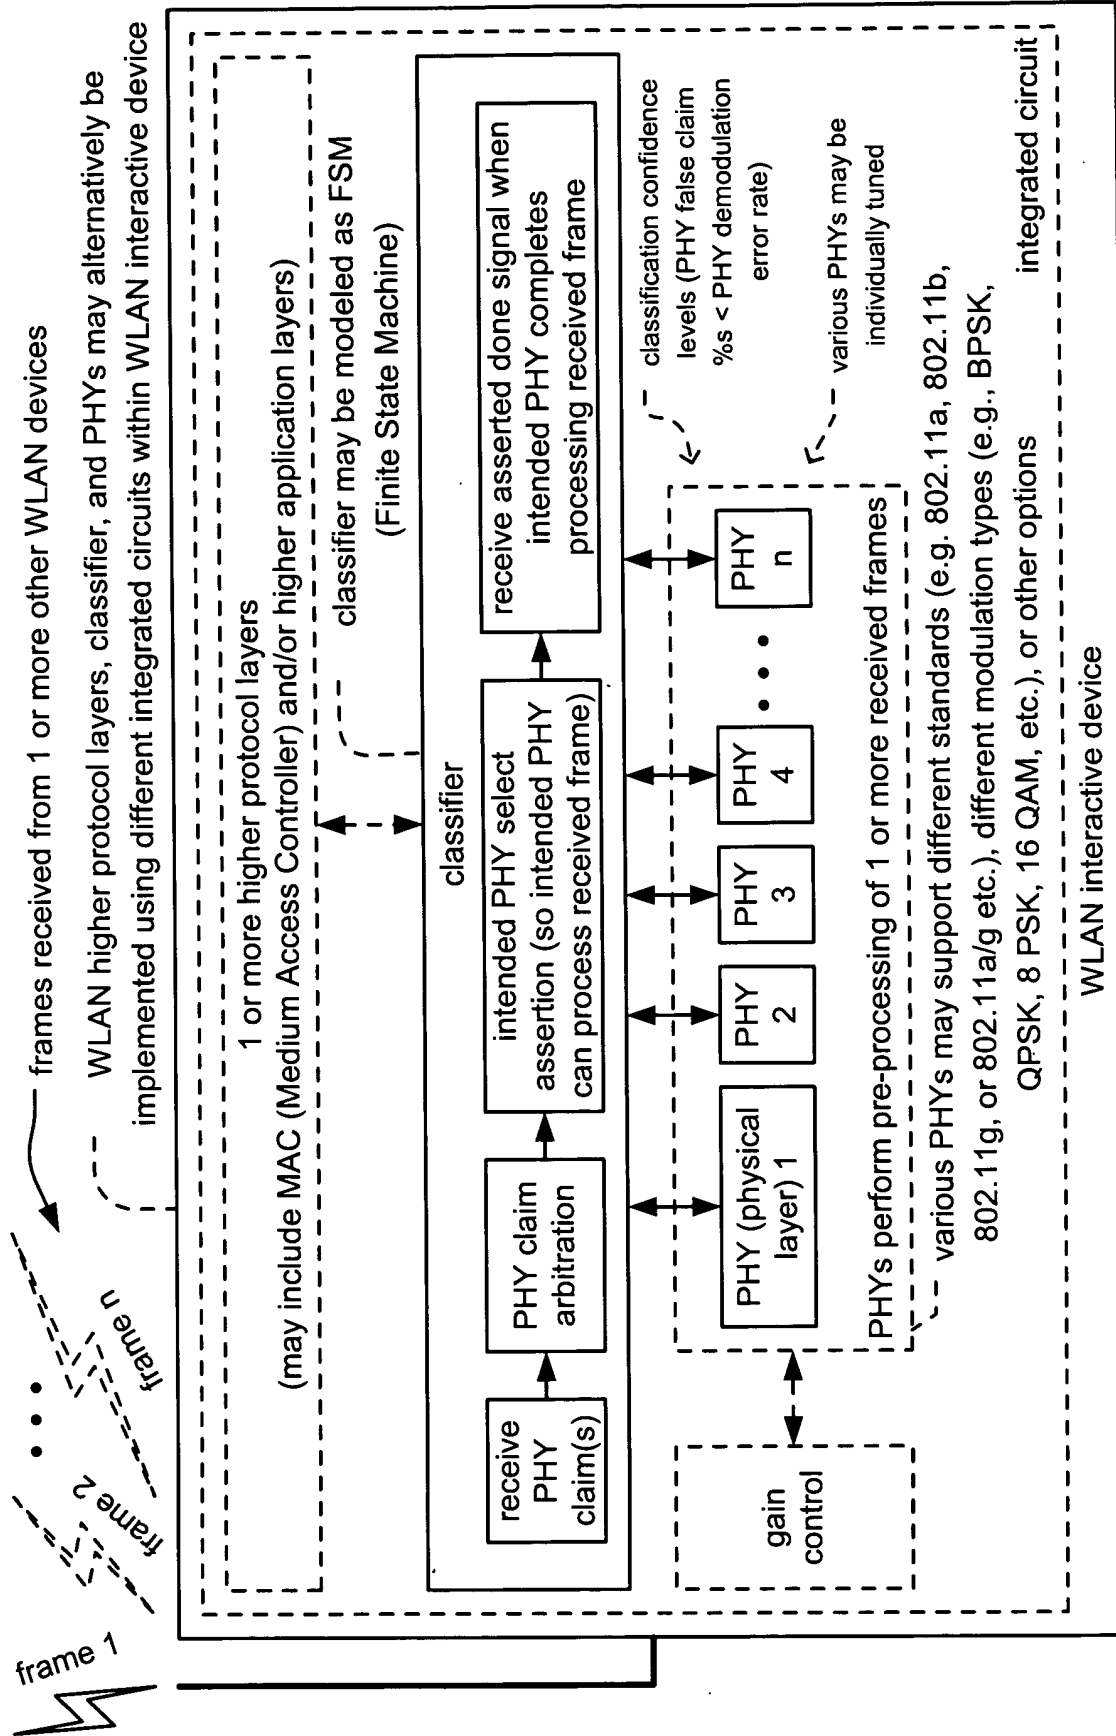 frame 1
frame 2
frame n
frames received from 1 or more other WLAN devices
WLAN higher protocol layers, classifier, and PHYs may alternatively be
implemented using different integrated circuits within WLAN interactive device
1 or more higher protocol layers
(may include MAC (Medium Access Controller) and/or higher application layers)
classifier may be modeled as FSM
(Finite State Machine)
classifier
receive
PHY
claim(s)
PHY claim
arbitration
intended PHY select
assertion (so intended PHY
can process received frame)
receive asserted done signal when
intended PHY completes
processing received frame
classification confidence
levels (PHY false claim
%s < PHY demodulation
error rate)
various PHYs may be
individually tuned
gain
control
PHY (physical
layer) 1
PHY
2
PHY
3
PHY
4
PHY
n
PHYs perform pre-processing of 1 or more received frames
various PHYs may support different standards (e.g. 802.11a, 802.11b,
802.11g, or 802.11a/g etc.), different modulation types (e.g., BPSK,
QPSK, 8 PSK, 16 QAM, etc.), or other options
integrated circuit
WLAN interactive device